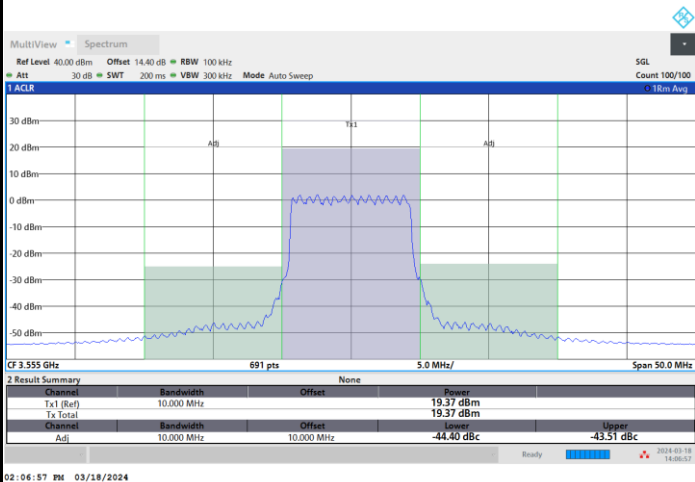 MultiView Spectrum
Ref Level 40.00 dBm Offset 14.40 dB RBW 100 kHz SGL
Att 30 dB SWT 200 ms VBW 300 kHz Mode Auto Sweep Count 100/100
1 ACLR 1Rm Avg
30 dBm
Tx1
20 dBm Adj Adj
10 dBm
0 dBm
-10 dBm
-20 dBm
-30 dBm
-40 dBm
-50 dBm
CF 3.555 GHz 691 pts 5.0 MHz/ Span 50.0 MHz
2 Result Summary None
Channel Bandwidth Offset Power
Tx1 (Ref) 10.000 MHz 19.37 dBm
Tx Total 19.37 dBm
Channel Bandwidth Offset Lower Upper
Adj 10.000 MHz 10.000 MHz -44.40 dBc -43.51 dBc
Ready 2024-03-18
14:06:57
02:06:57 PM 03/18/2024